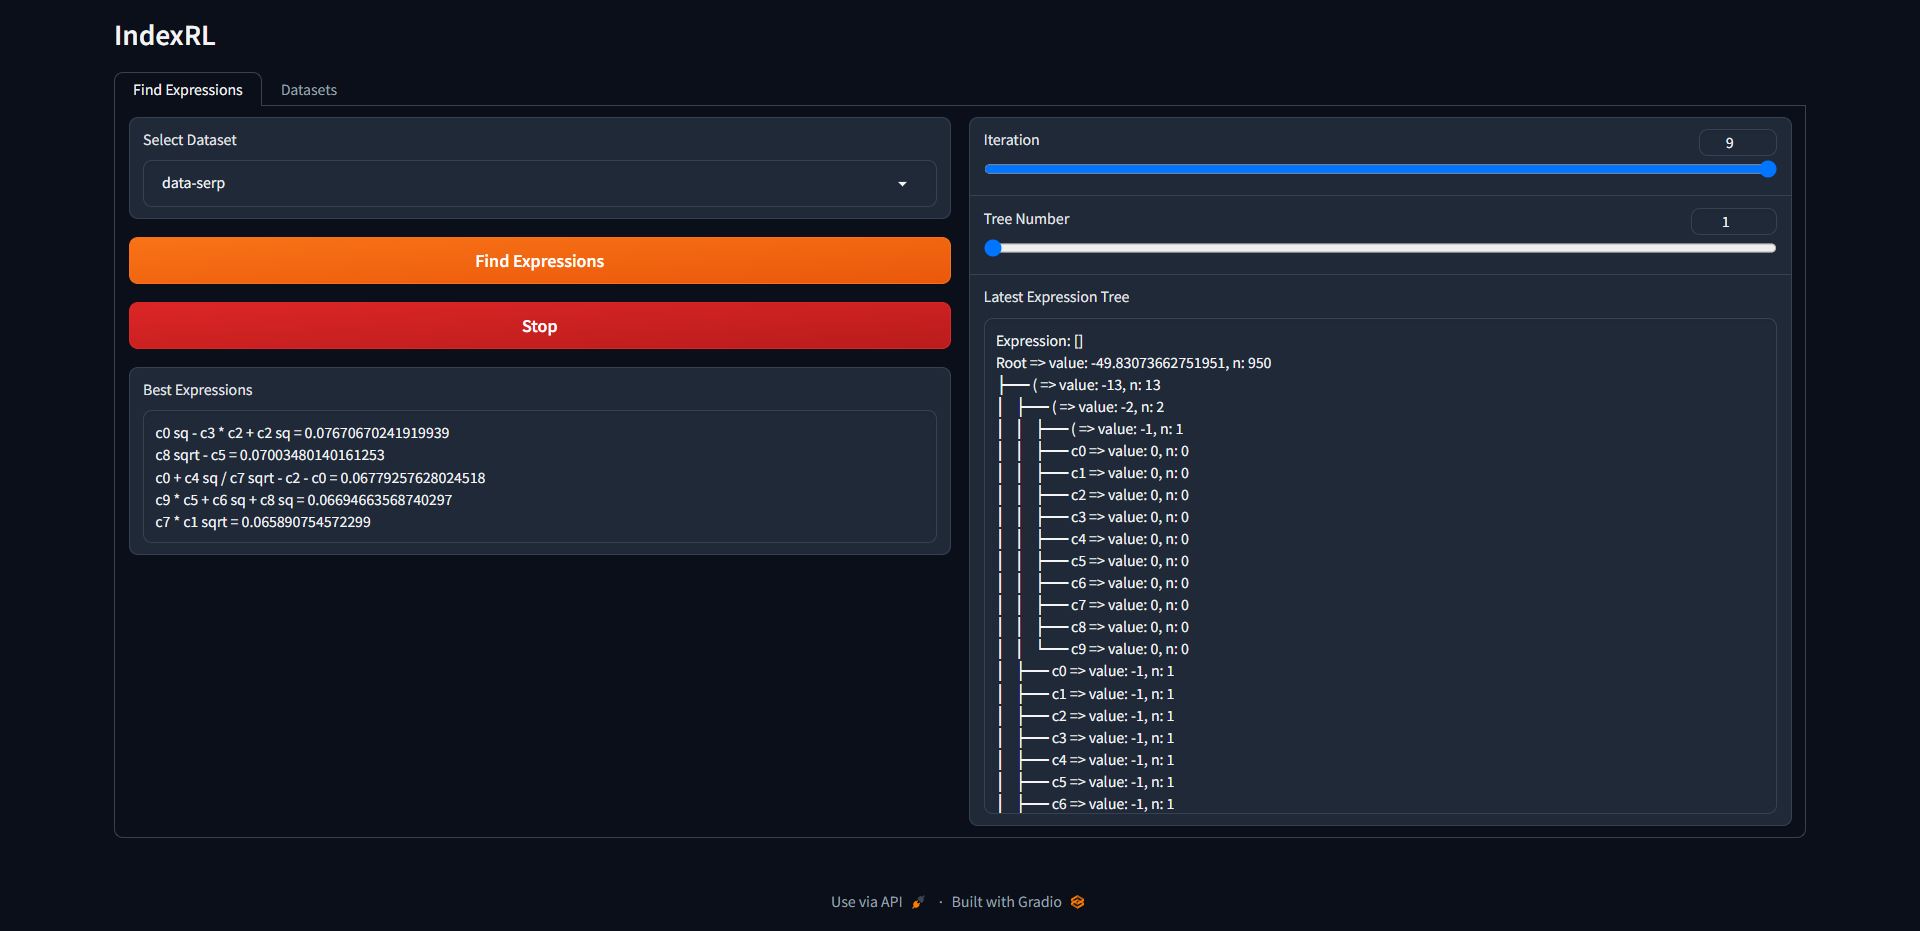 IndexRL
Find Expressions
Datasets
Select Dataset
data-serp
Find Expressions
Stop
Best Expressions
c0 sq - c3 * c2 + c2 sq = 0.07670670241919939
c8 sqrt - c5 = 0.07003480140161253
c0 + c4 sq / c7 sqrt - c2 - c0 = 0.06779257628024518
c9 * c5 + c6 sq + c8 sq = 0.06694663568740297
c7 * c1 sqrt = 0.065890754572299
Iteration
9
Tree Number
1
Latest Expression Tree
Expression: []
Root => value: -49.83073662751951, n: 950
├── ( => value: -13, n: 13
│ ├── ( => value: -2, n: 2
│ │ ├── ( => value: -1, n: 1
│ │ ├── c0 => value: 0, n: 0
│ │ ├── c1 => value: 0, n: 0
│ │ ├── c2 => value: 0, n: 0
│ │ ├── c3 => value: 0, n: 0
│ │ ├── c4 => value: 0, n: 0
│ │ ├── c5 => value: 0, n: 0
│ │ ├── c6 => value: 0, n: 0
│ │ ├── c7 => value: 0, n: 0
│ │ ├── c8 => value: 0, n: 0
│ │ └── c9 => value: 0, n: 0
│ ├── c0 => value: -1, n: 1
│ ├── c1 => value: -1, n: 1
│ ├── c2 => value: -1, n: 1
│ ├── c3 => value: -1, n: 1
│ ├── c4 => value: -1, n: 1
│ ├── c5 => value: -1, n: 1
│ ├── c6 => value: -1, n: 1
Use via API · Built with Gradio